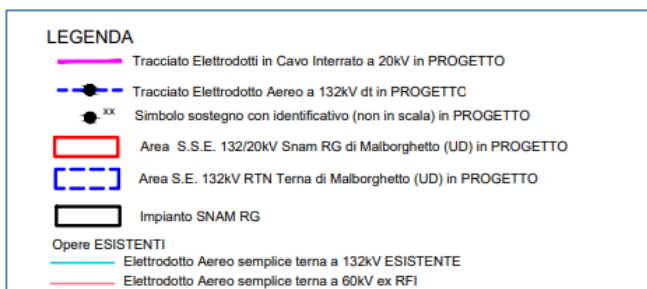 LEGENDA
Tracciato Elettrodotti in Cavo Interrato a 20kV in PROGETTO
Tracciato Elettrodotto Aereo a 132kV dt in PROGETTO
xx Simbolo sostegno con identificativo (non in scala) in PROGETTO
Area S.S.E. 132/20kV Snam RG di Malborghetto (UD) in PROGETTO
Area S.E. 132kV RTN Terna di Malborghetto (UD) in PROGETTO
Impianto SNAM RG
Opere ESISTENTI
Elettrodotto Aereo semplice terna a 132kV ESISTENTE
Elettrodotto Aereo semplice terna a 60kV ex RFI